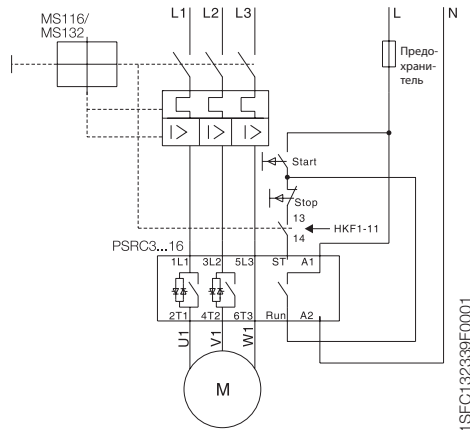 L1 L2 L3 L N
MS116/
MS132
Предо-
храни-
тель
I> I> I>
Start
Stop
13
14
HKF1-11
PSRC3...16
1L1 3L2 5L3 ST A1
2T1 4T2 6T3 Run A2
U1 V1 W1
M
1SFC132339F0001